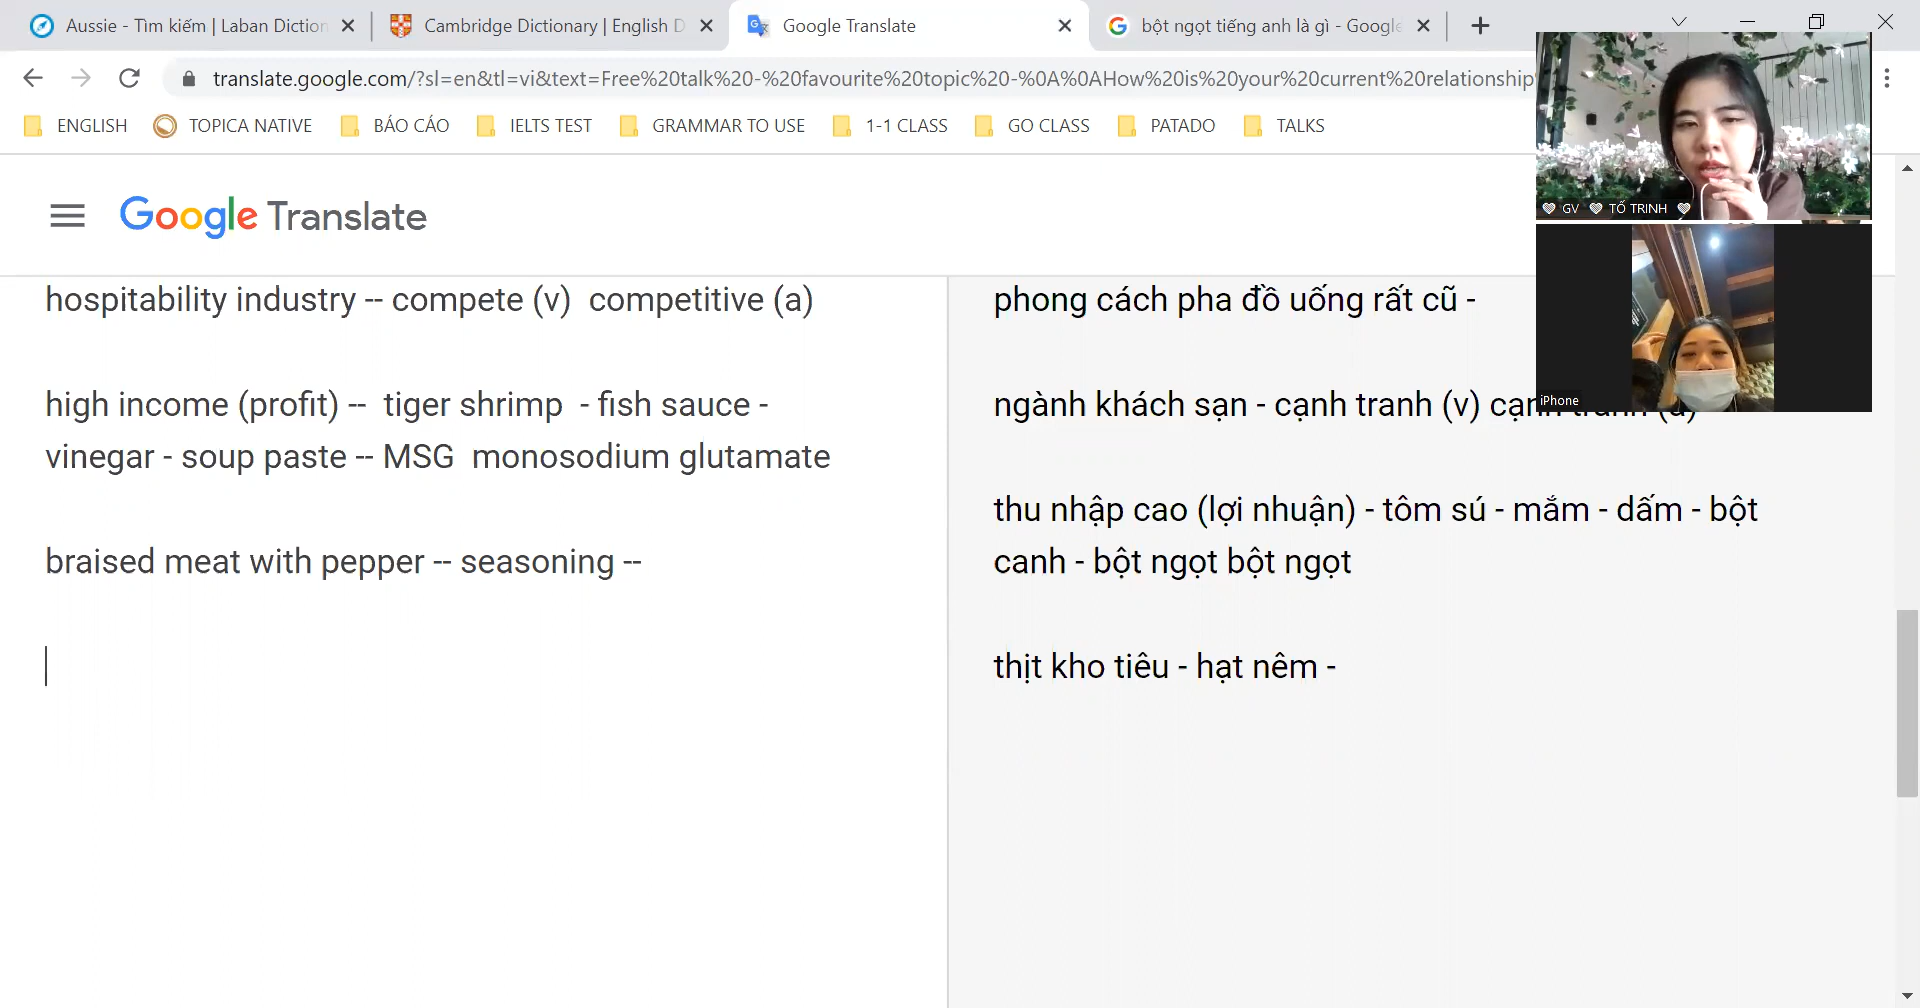 Aussie - Tìm kiếm | Laban Diction
Cambridge Dictionary | English D
Google Translate
bột ngọt tiếng anh là gì - Google
translate.google.com/?sl=en&tl=vi&text=Free%20talk%20-%20favourite%20topic%20-%0A%0AHow%20is%20your%20current%20relationship
ENGLISH
TOPICA NATIVE
BÁO CÁO
IELTS TEST
GRAMMAR TO USE
1-1 CLASS
GO CLASS
PATADO
TALKS
Google Translate
GV TỐ TRINH
iPhone
hospitability industry -- compete (v) competitive (a)
high income (profit) -- tiger shrimp - fish sauce -
vinegar - soup paste -- MSG monosodium glutamate
braised meat with pepper -- seasoning --
phong cách pha đồ uống rất cũ -
ngành khách sạn - cạnh tranh (v) cạnh tranh (a)
thu nhập cao (lợi nhuận) - tôm sú - mắm - dấm - bột
canh - bột ngọt bột ngọt
thịt kho tiêu - hạt nêm -